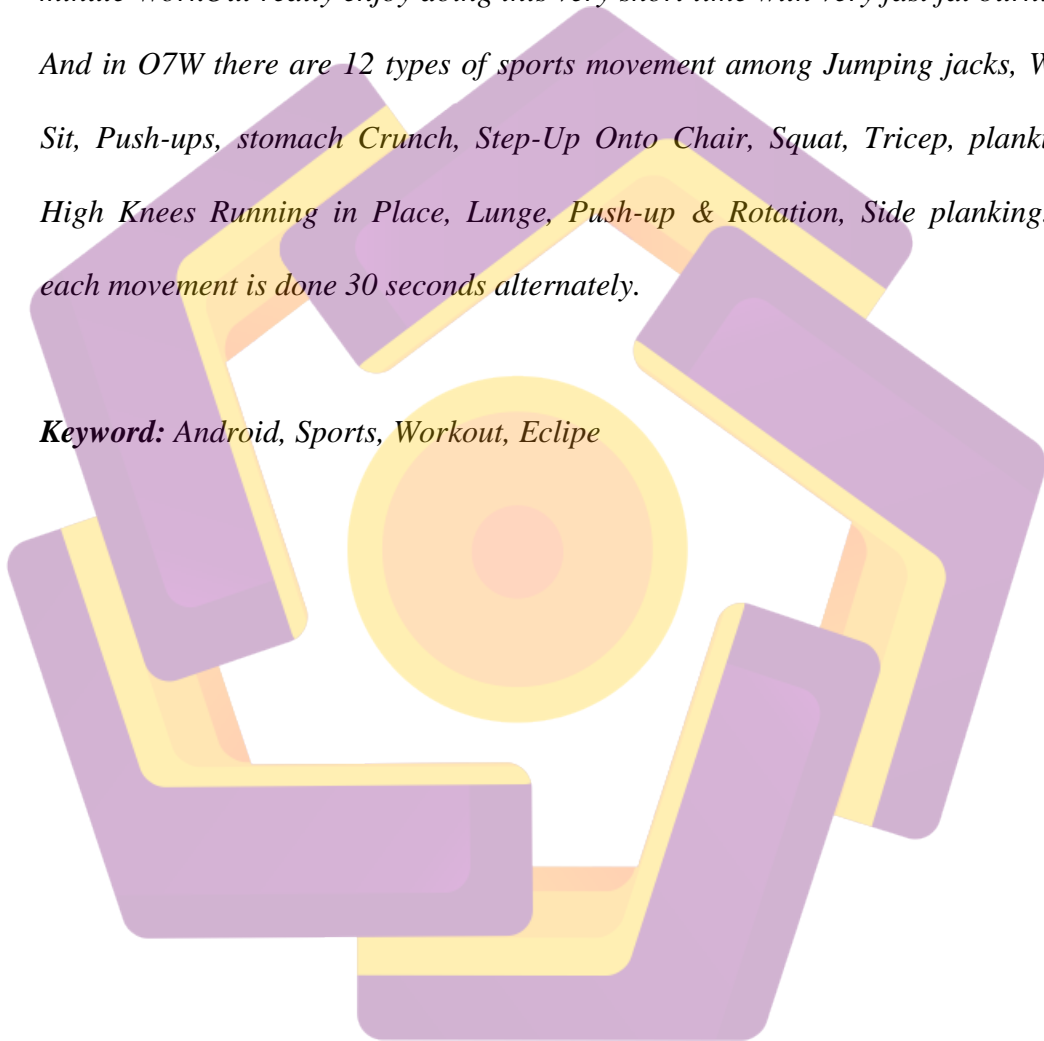 And in O7W there are 12 types of sports movement among Jumping jacks, W
Sit, Push-ups, stomach Crunch, Step-Up Onto Chair, Squat, Tricep, plank
High Knees Running in Place, Lunge, Push-up & Rotation, Side planking
each movement is done 30 seconds alternately.
Keyword: Android, Sports, Workout, Eclipe